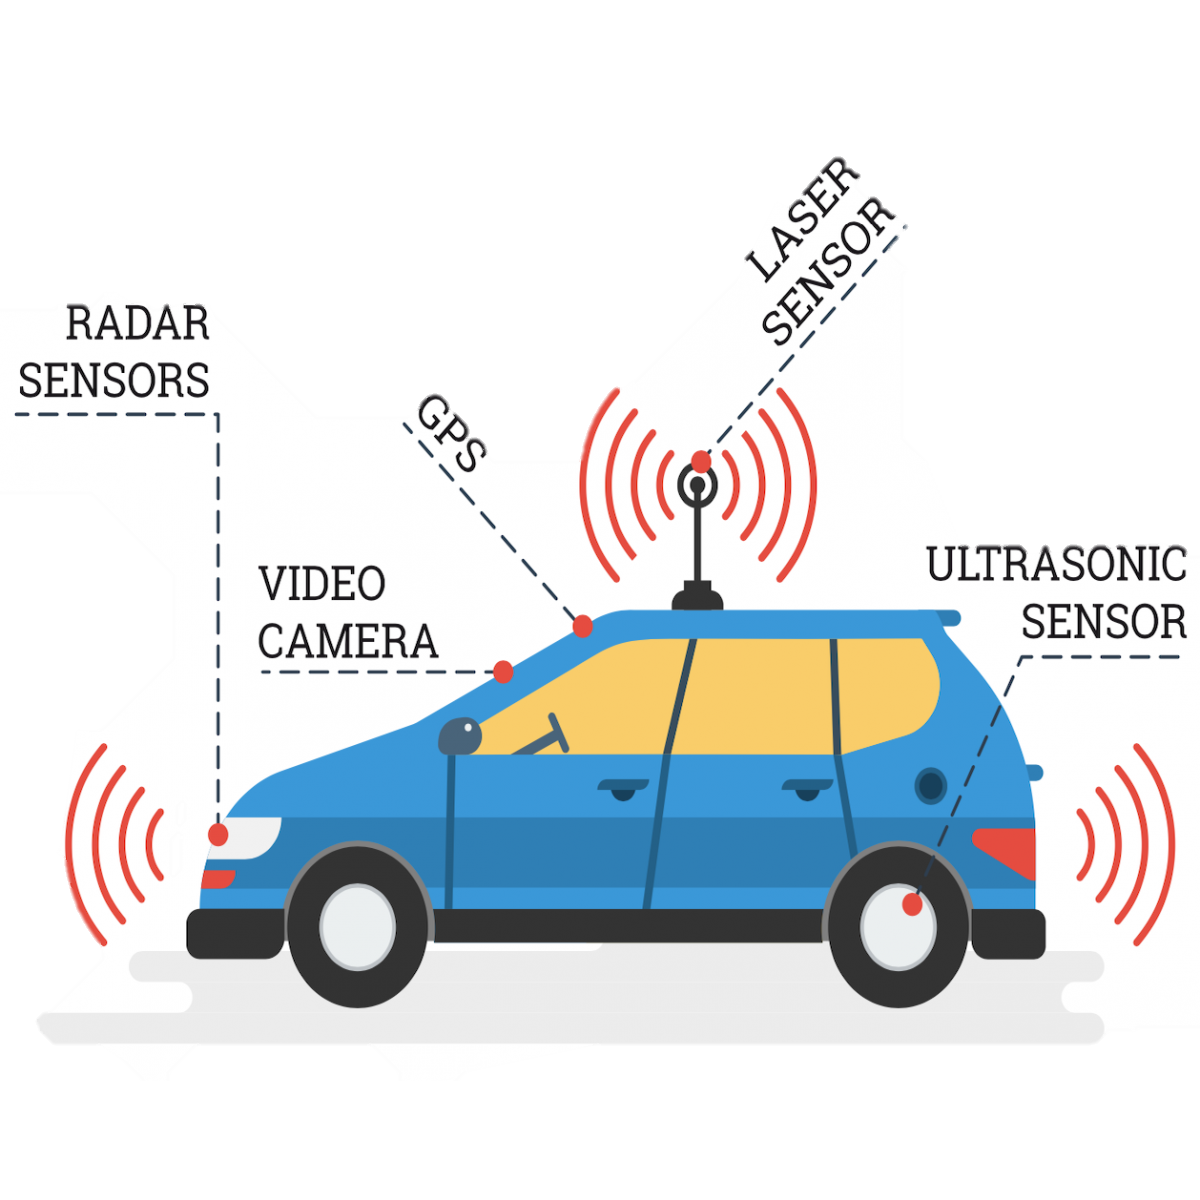 LASER
SENSOR
RADAR
SENSORS
GPS
VIDEO
CAMERA
ULTRASONIC
SENSOR